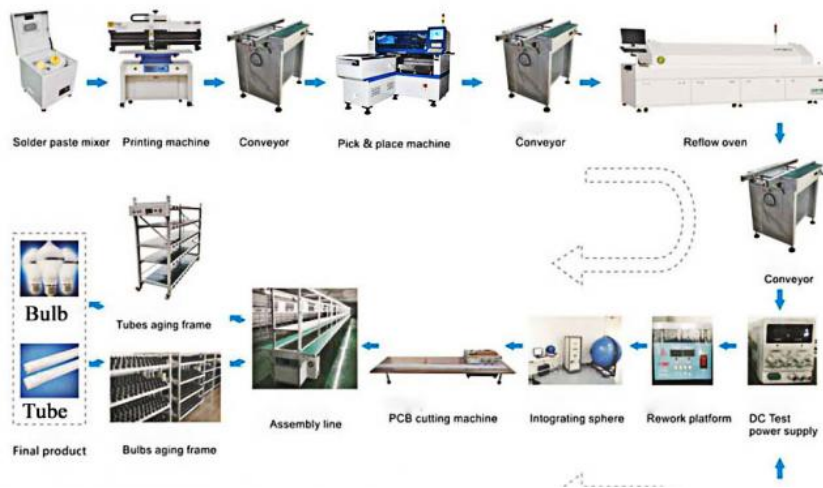 Solder paste mixer
Printing machine
Conveyor
Pick & place machine
Conveyor
Reflow oven
Conveyor
Bulb
Tubes aging frame
Tube
Final product
Bulbs aging frame
Assembly line
PCB cutting machine
Intograting sphere
Rework platform
DC Test
power supply